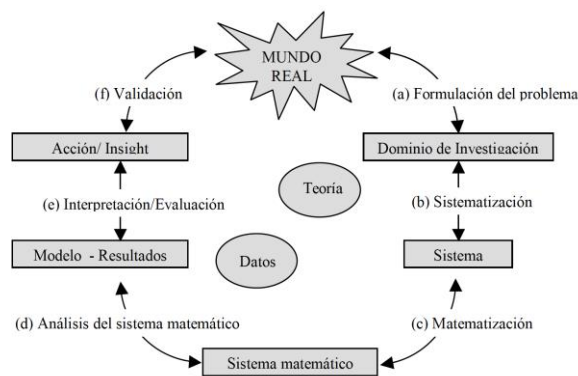 MUNDO
REAL
(f) Validación
(a) Formulación del problema
Acción/ Insight
Dominio de Investigación
Teoría
(e) Interpretación/Evaluación
(b) Sistematización
Modelo - Resultados
Datos
Sistema
(d) Análisis del sistema matemático
(c) Matematización
Sistema matemático